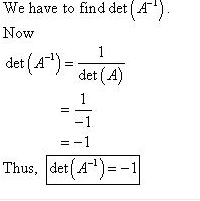 We have to find det(A⁻¹).
Now
det(A⁻¹) = 1/det(A)
= 1/-1
= -1
Thus, det(A⁻¹) = -1